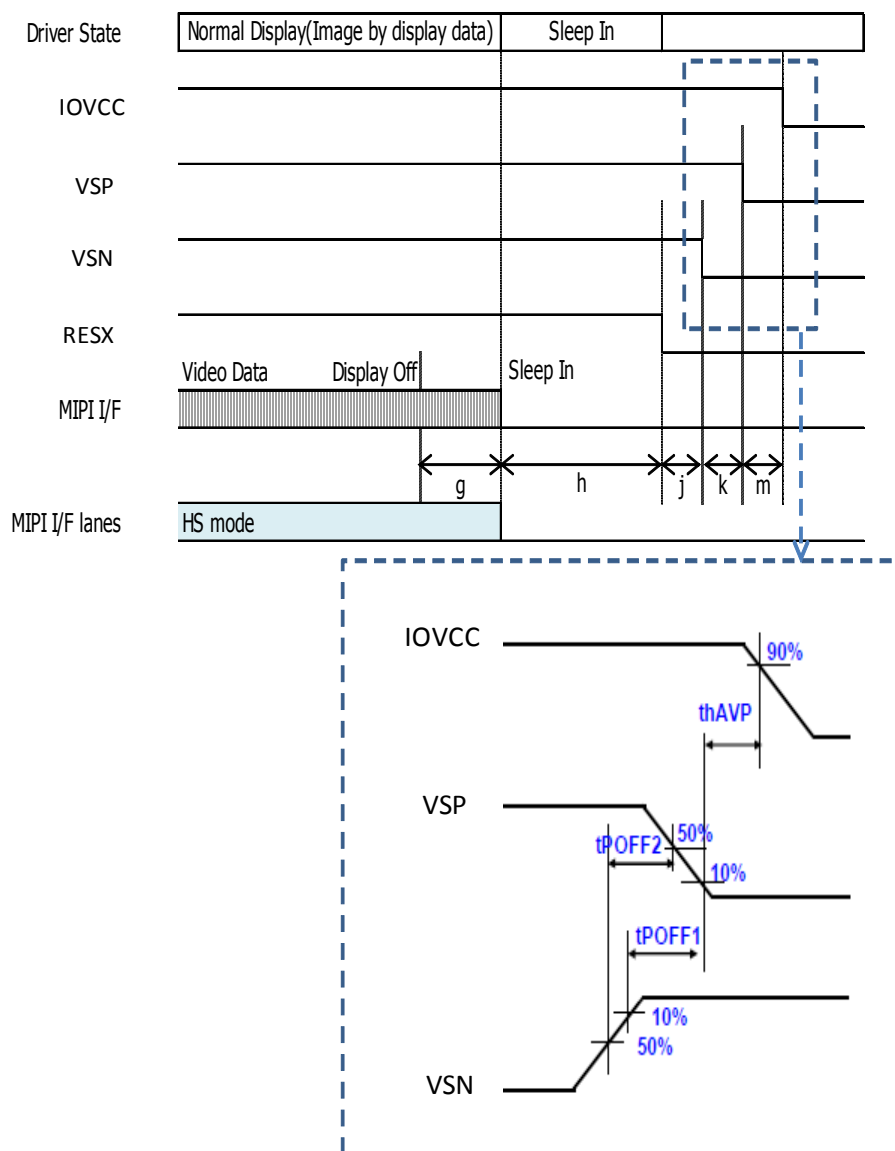 Driver State
Normal Display(Image by display data)
Sleep In
IOVCC
VSP
VSN
RESX
Video Data
Display Off
Sleep In
MIPI I/F
g
h
j
k
m
MIPI I/F lanes
HS mode
IOVCC
90%
thAVP
VSP
50%
tPOFF2
10%
tPOFF1
10%
50%
VSN